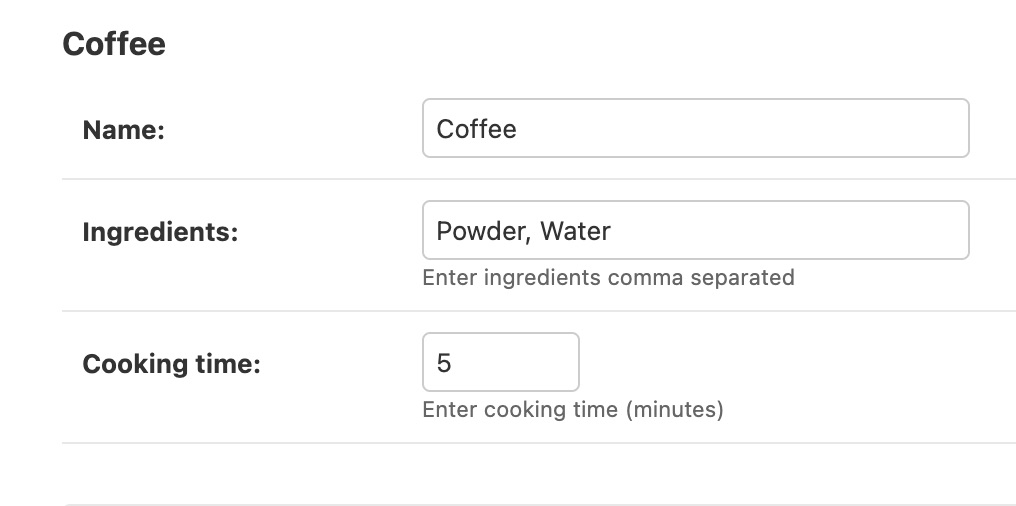 Coffee
Name: Coffee
Ingredients: Powder, Water
Enter ingredients comma separated
Cooking time: 5
Enter cooking time (minutes)